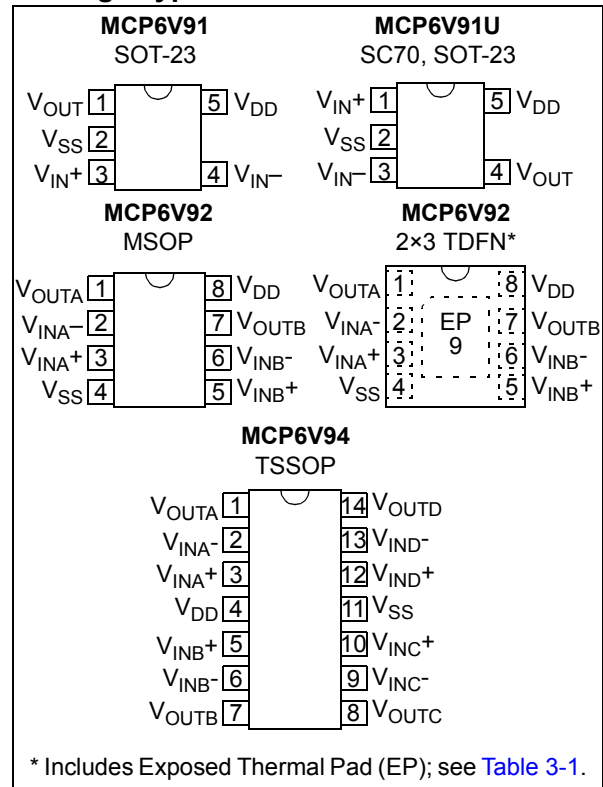 MCP6V91
SOT-23
VOUT 1 5 VDD
VSS 2
VIN+ 3 4 VIN–
MCP6V91U
SC70, SOT-23
VIN+ 1 5 VDD
VSS 2
VIN– 3 4 VOUT
MCP6V92
MSOP
VOUTA 1 8 VDD
VINA– 2 7 VOUTB
VINA+ 3 6 VINB-
VSS 4 5 VINB+
MCP6V92
2×3 TDFN*
VOUTA 1 8 VDD
VINA- 2 EP 7 VOUTB
VINA+ 3 9 6 VINB-
VSS 4 5 VINB+
MCP6V94
TSSOP
VOUTA 1 14 VOUTD
VINA- 2 13 VIND-
VINA+ 3 12 VIND+
VDD 4 11 VSS
VINB+ 5 10 VINC+
VINB- 6 9 VINC-
VOUTB 7 8 VOUTC
* Includes Exposed Thermal Pad (EP); see Table 3-1.